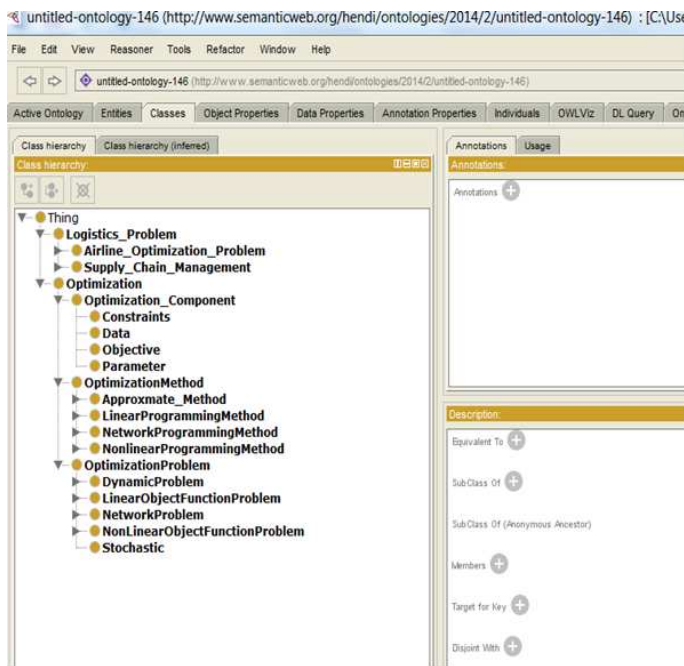 untitled-ontology-146 (http://www.semanticweb.org/hendi/ontologies/2014/2/untitled-ontology-146) : [C:\Use
File Edit View Reasoner Tools Refactor Window Help
untitled-ontology-146 (http://www.semanticweb.org/hendi/ontologies/2014/2/untitled-ontology-146)
Active Ontology Entities Classes Object Properties Data Properties Annotation Properties Individuals OWLViz DL Query On
Class hierarchy Class hierarchy (inferred)
Class hierarchy:
Thing
Logistics_Problem
Airline_Optimization_Problem
Supply_Chain_Management
Optimization
Optimization_Component
Constraints
Data
Objective
Parameter
OptimizationMethod
Approxmate_Method
LinearProgrammingMethod
NetworkProgrammingMethod
NonlinearProgrammingMethod
OptimizationProblem
DynamicProblem
LinearObjectFunctionProblem
NetworkProblem
NonLinearObjectFunctionProblem
Stochastic
Annotations Usage
Annotations:
Annotations
Description:
Equivalent To
SubClass Of
SubClass Of (Anonymous Ancestor)
Members
Target for Key
Disjoint With